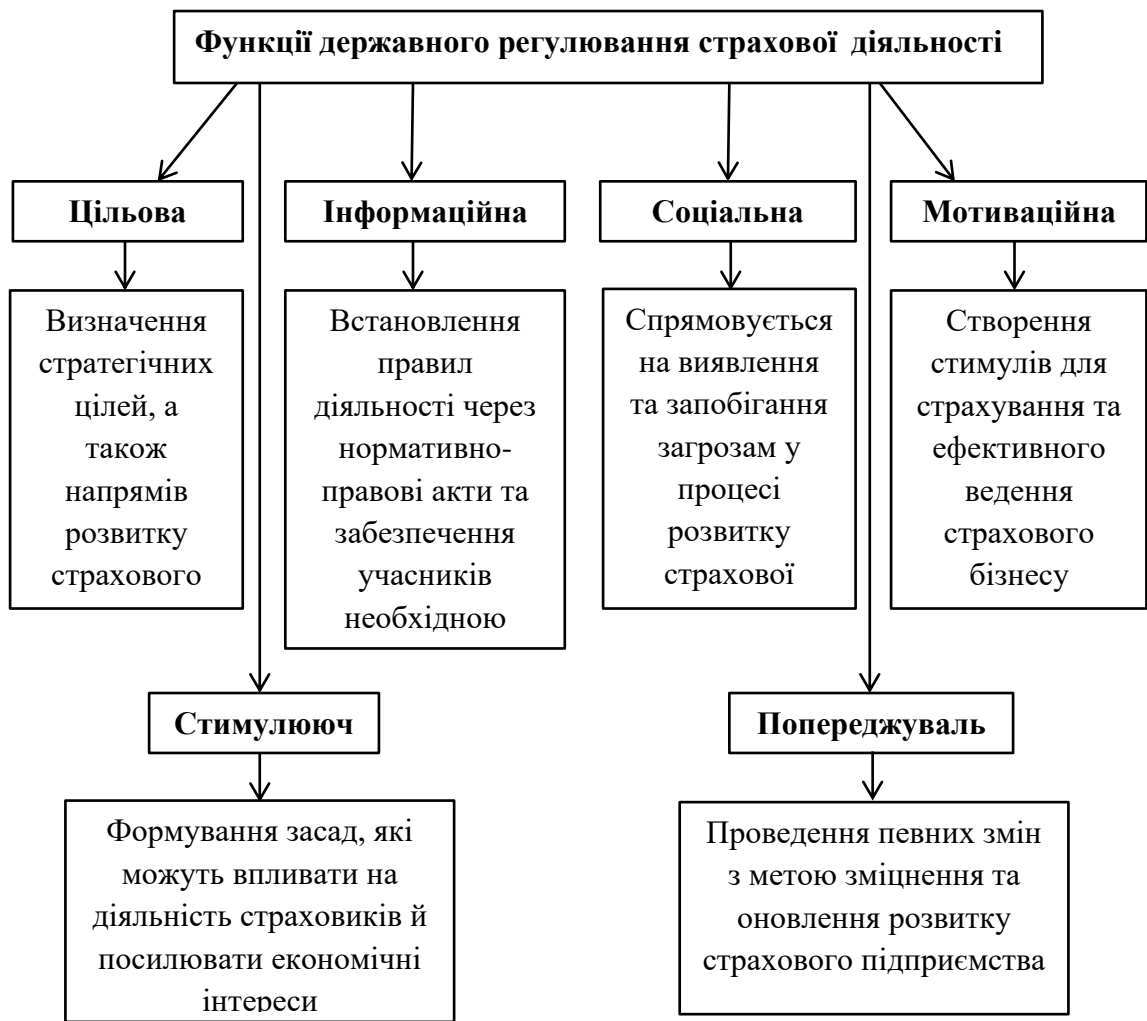 Функції державного регулювання страхової діяльності
Цільова
Інформаційна
Соціальна
Мотиваційна
Визначення
стратегічних
цілей, а
також
напрямів
розвитку
страхового
Встановлення
правил
діяльності через
нормативно-
правові акти та
забезпечення
учасників
необхідною
Спрямовується
на виявлення
та запобігання
загрозам у
процесі
розвитку
страхової
Створення
стимулів для
страхування та
ефективного
ведення
страхового
бізнесу
Стимулююч
Попереджуваль
Формування засад, які
можуть впливати на
діяльність страховиків й
посилювати економічні
інтереси
Проведення певних змін
з метою зміцнення та
оновлення розвитку
страхового підприємства